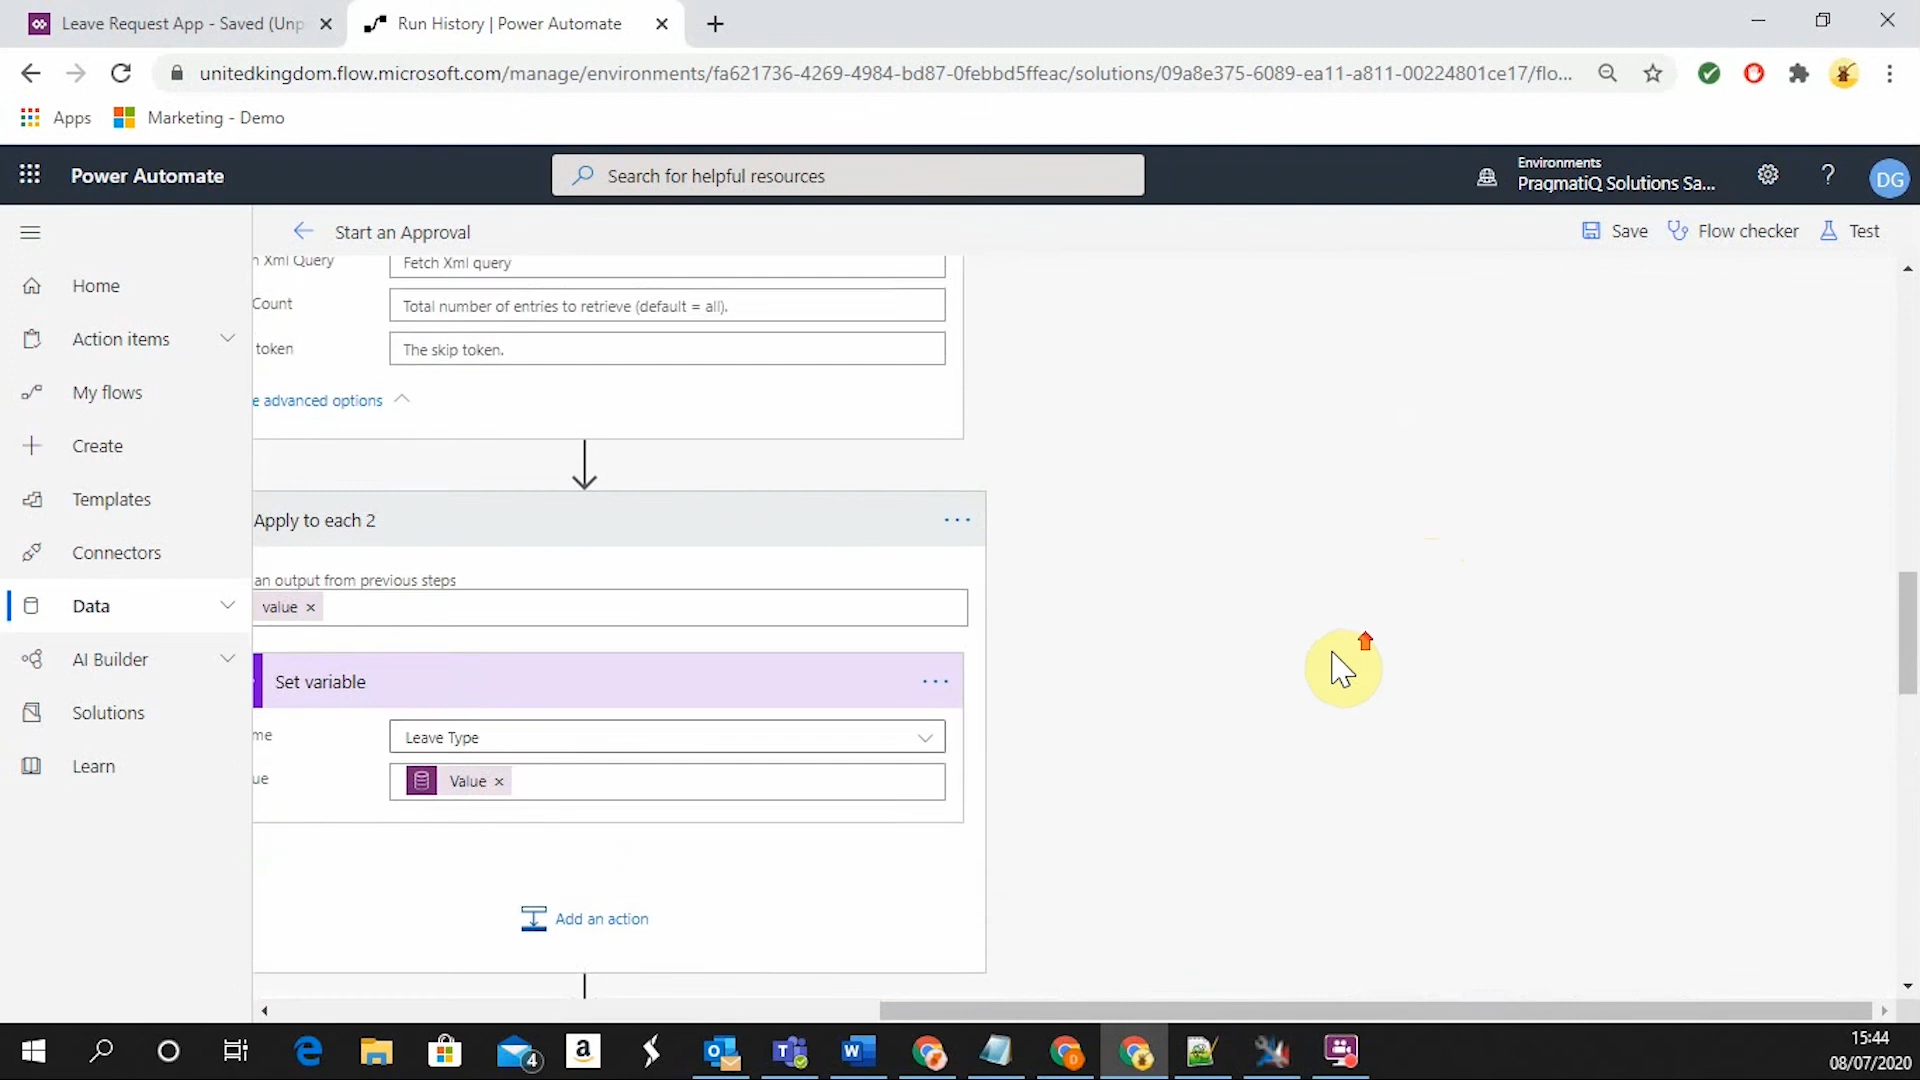 Leave Request App - Saved (Unp
Run History | Power Automate
unitedkingdom.flow.microsoft.com/manage/environments/fa621736-4269-4984-bd87-0febbd5ffeac/solutions/09a8e375-6089-ea11-a811-00224801ce17/flo...
Apps
Marketing - Demo
Power Automate
Search for helpful resources
Environments
PragmatiQ Solutions Sa...
DG
Start an Approval
Save
Flow checker
Test
Home
Action items
My flows
Create
Templates
Connectors
Data
AI Builder
Solutions
Learn
h Xml Query
Fetch Xml query
Count
Total number of entries to retrieve (default = all).
token
The skip token.
e advanced options
Apply to each 2
an output from previous steps
value
Set variable
me
Leave Type
ue
Value
Add an action
4
15:44
08/07/2020